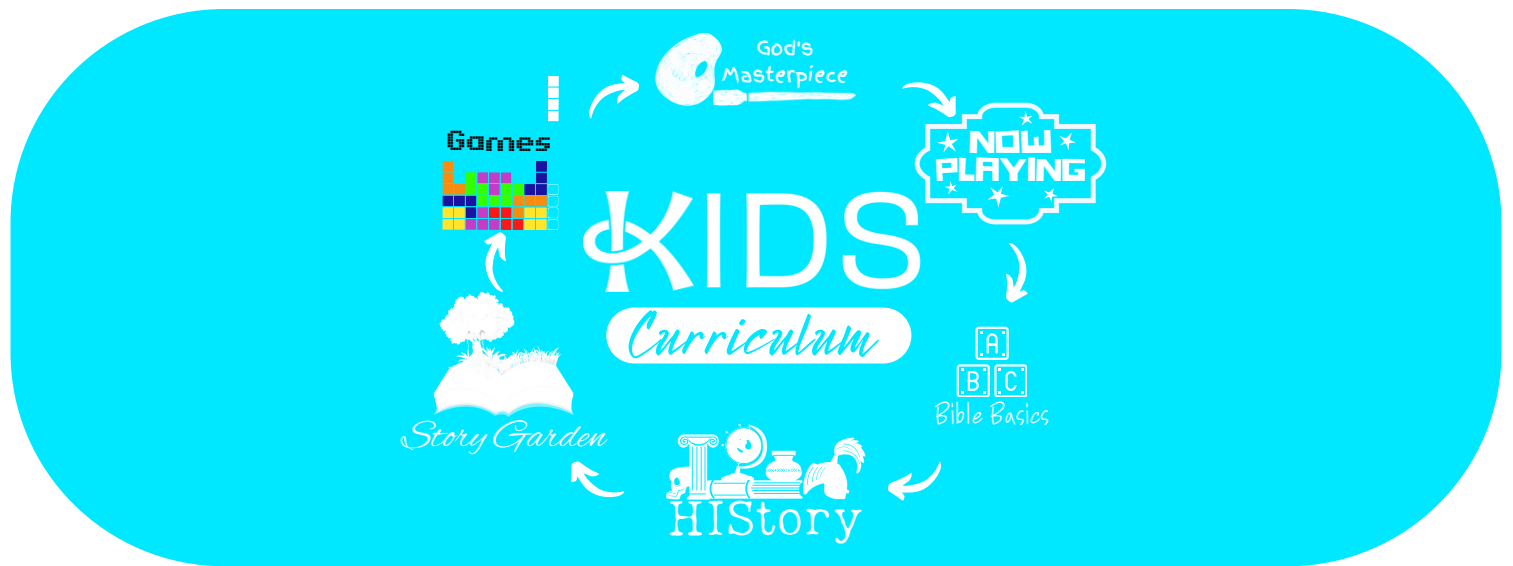 God's
Masterpiece
Games
NOW
PLAYING
KIDS
Curriculum
A
B C
Bible Basics
Story Garden
HIStory